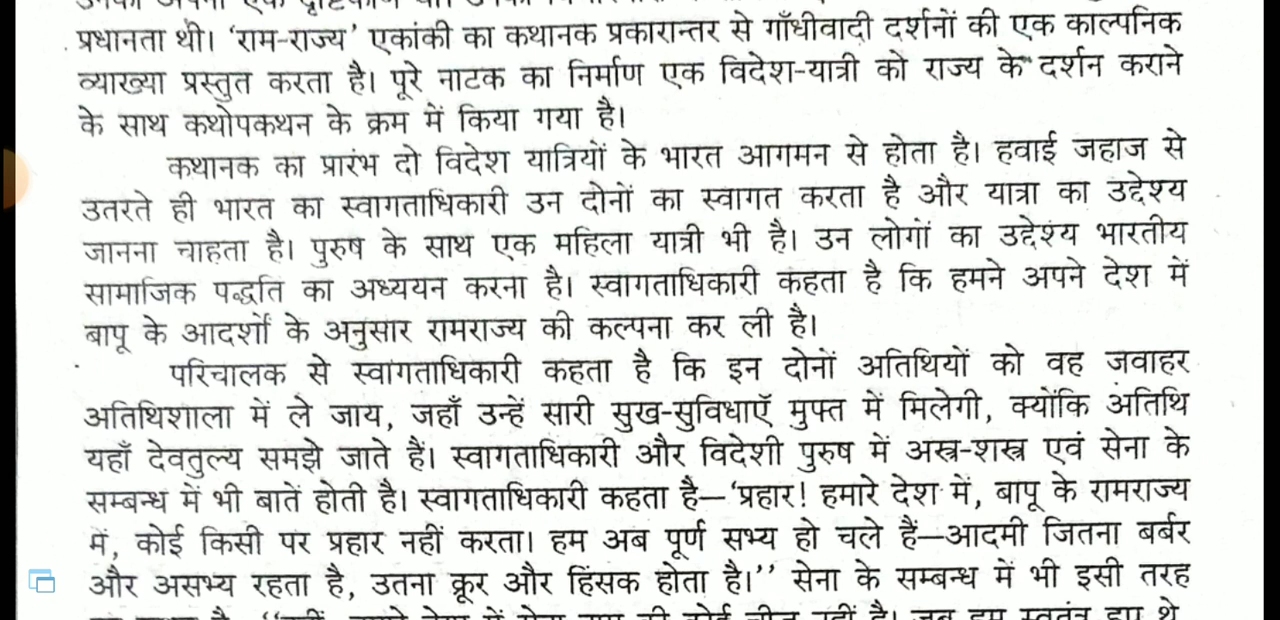 प्रधानता थी। ‘राम-राज्य’ एकांकी का कथानक प्रकारान्तर से गाँधीवादी दर्शनों की एक काल्पनिक
व्याख्या प्रस्तुत करता है। पूरे नाटक का निर्माण एक विदेश-यात्री को राज्य के दर्शन कराने
के साथ कथोपकथन के क्रम में किया गया है।
कथानक का प्रारंभ दो विदेश यात्रियों के भारत आगमन से होता है। हवाई जहाज से
उतरते ही भारत का स्वागताधिकारी उन दोनों का स्वागत करता है और यात्रा का उद्देश्य
जानना चाहता है। पुरुष के साथ एक महिला यात्री भी है। उन लोगों का उद्देश्य भारतीय
सामाजिक पद्धति का अध्ययन करना है। स्वागताधिकारी कहता है कि हमने अपने देश में
बापू के आदर्शों के अनुसार रामराज्य की कल्पना कर ली है।
परिचालक से स्वागताधिकारी कहता है कि इन दोनों अतिथियों को वह जवाहर
अतिथिशाला में ले जाय, जहाँ उन्हें सारी सुख-सुविधाएँ मुफ्त में मिलेगी, क्योंकि अतिथि
यहाँ देवतुल्य समझे जाते हैं। स्वागताधिकारी और विदेशी पुरुष में अस्त्र-शस्त्र एवं सेना के
सम्बन्ध में भी बातें होती है। स्वागताधिकारी कहता है—‘प्रहार! हमारे देश में, बापू के रामराज्य
में, कोई किसी पर प्रहार नहीं करता। हम अब पूर्ण सभ्य हो चले हैं—आदमी जितना बर्बर
और असभ्य रहता है, उतना क्रूर और हिंसक होता है।’’ सेना के सम्बन्ध में भी इसी तरह